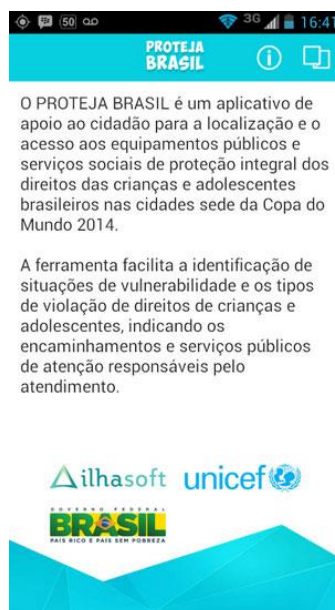 50 3G 16:41
PROTEJA
BRASIL
O PROTEJA BRASIL é um aplicativo de
apoio ao cidadão para a localização e o
acesso aos equipamentos públicos e
serviços sociais de proteção integral dos
direitos das crianças e adolescentes
brasileiros nas cidades sede da Copa do
Mundo 2014.
A ferramenta facilita a identificação de
situações de vulnerabilidade e os tipos
de violação de direitos de crianças e
adolescentes, indicando os
encaminhamentos e serviços públicos
de atenção responsáveis pelo
atendimento.
ilhasoft unicef
GOVERNO FEDERAL
BRASIL
PAÍS RICO É PAÍS SEM POBREZA